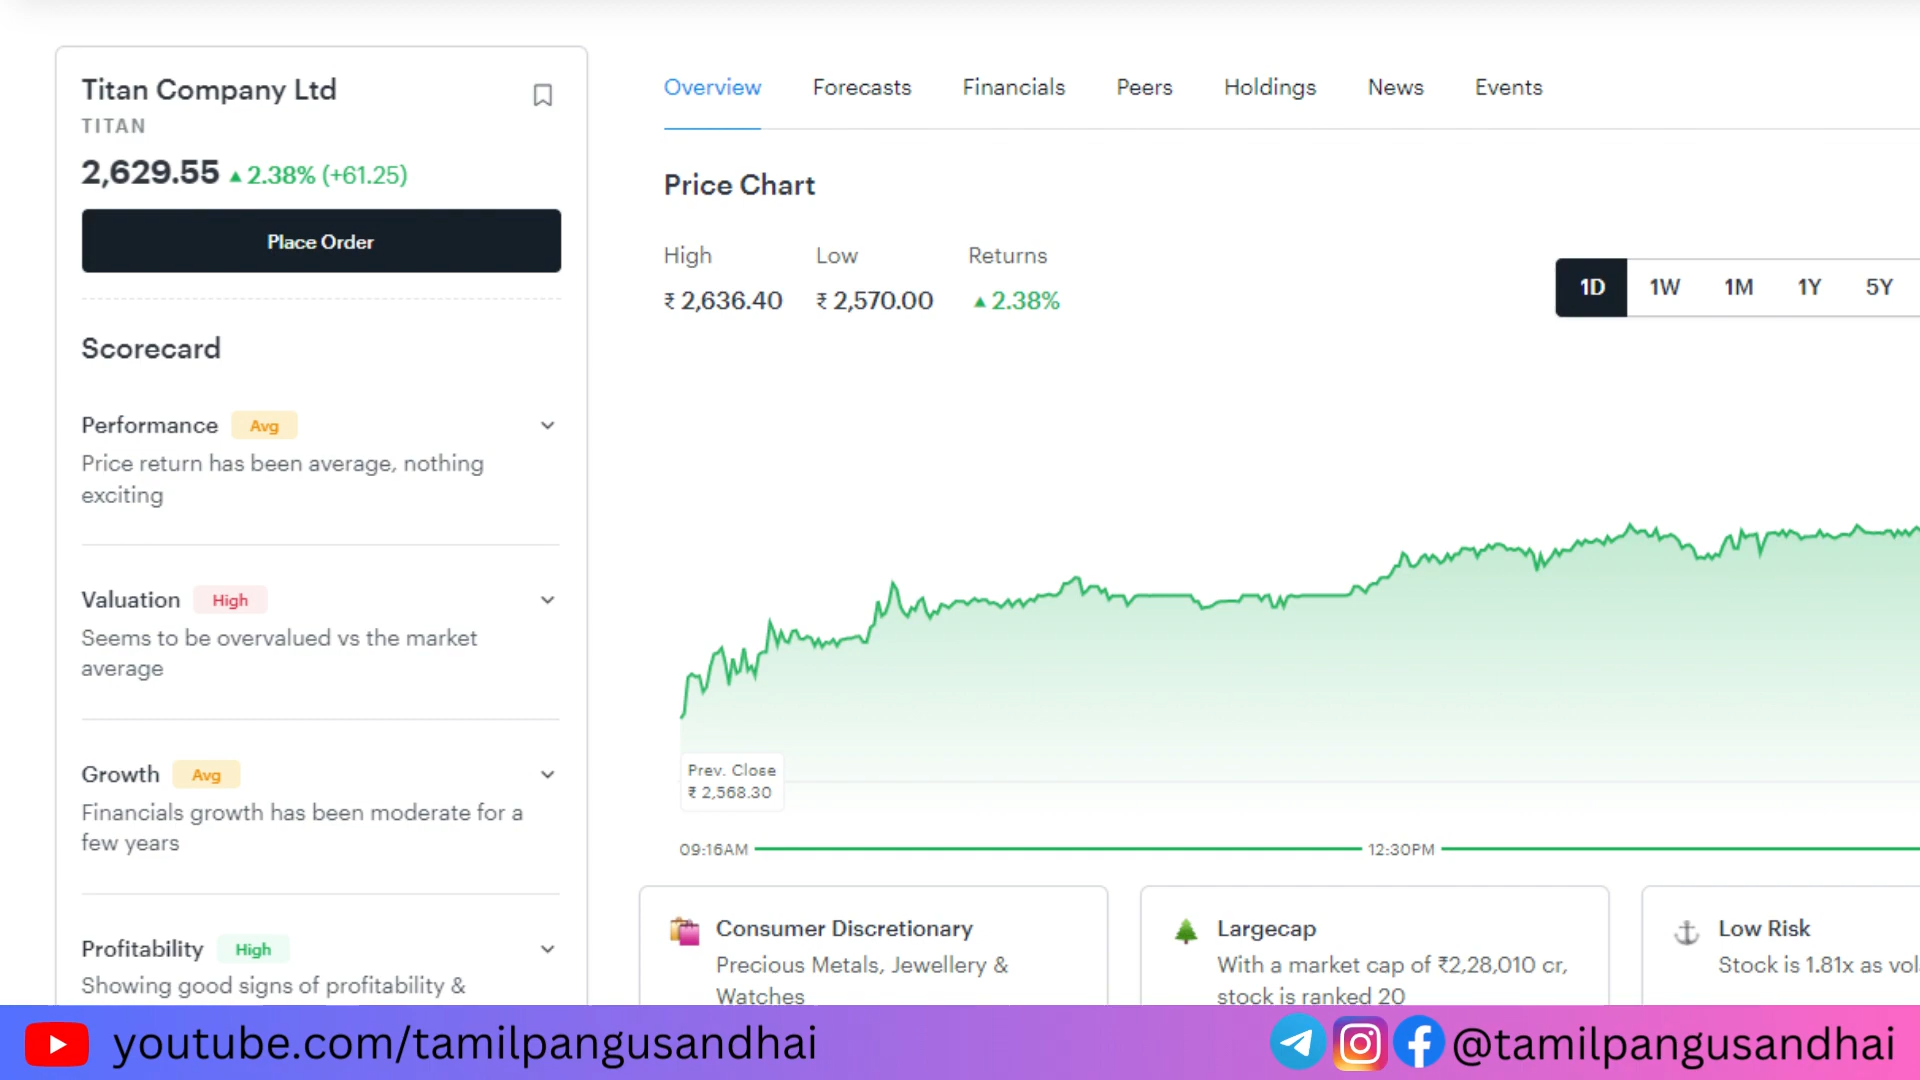 Titan Company Ltd
TITAN
2,629.55 ▲ 2.38% (+61.25)
Place Order
Scorecard
Performance Avg
Price return has been average, nothing
exciting
Valuation High
Seems to be overvalued vs the market
average
Growth Avg
Financials growth has been moderate for a
few years
Profitability High
Showing good signs of profitability &
Overview Forecasts Financials Peers Holdings News Events
Price Chart
High Low Returns
₹ 2,636.40 ₹ 2,570.00 ▲ 2.38%
1D 1W 1M 1Y 5Y
Prev. Close
₹ 2,568.30
09:16AM 12:30PM
Consumer Discretionary
Precious Metals, Jewellery &
Watches
Largecap
With a market cap of ₹2,28,010 cr,
stock is ranked 20
Low Risk
Stock is 1.81x as vol
youtube.com/tamilpangusandhai
@tamilpangusandhai